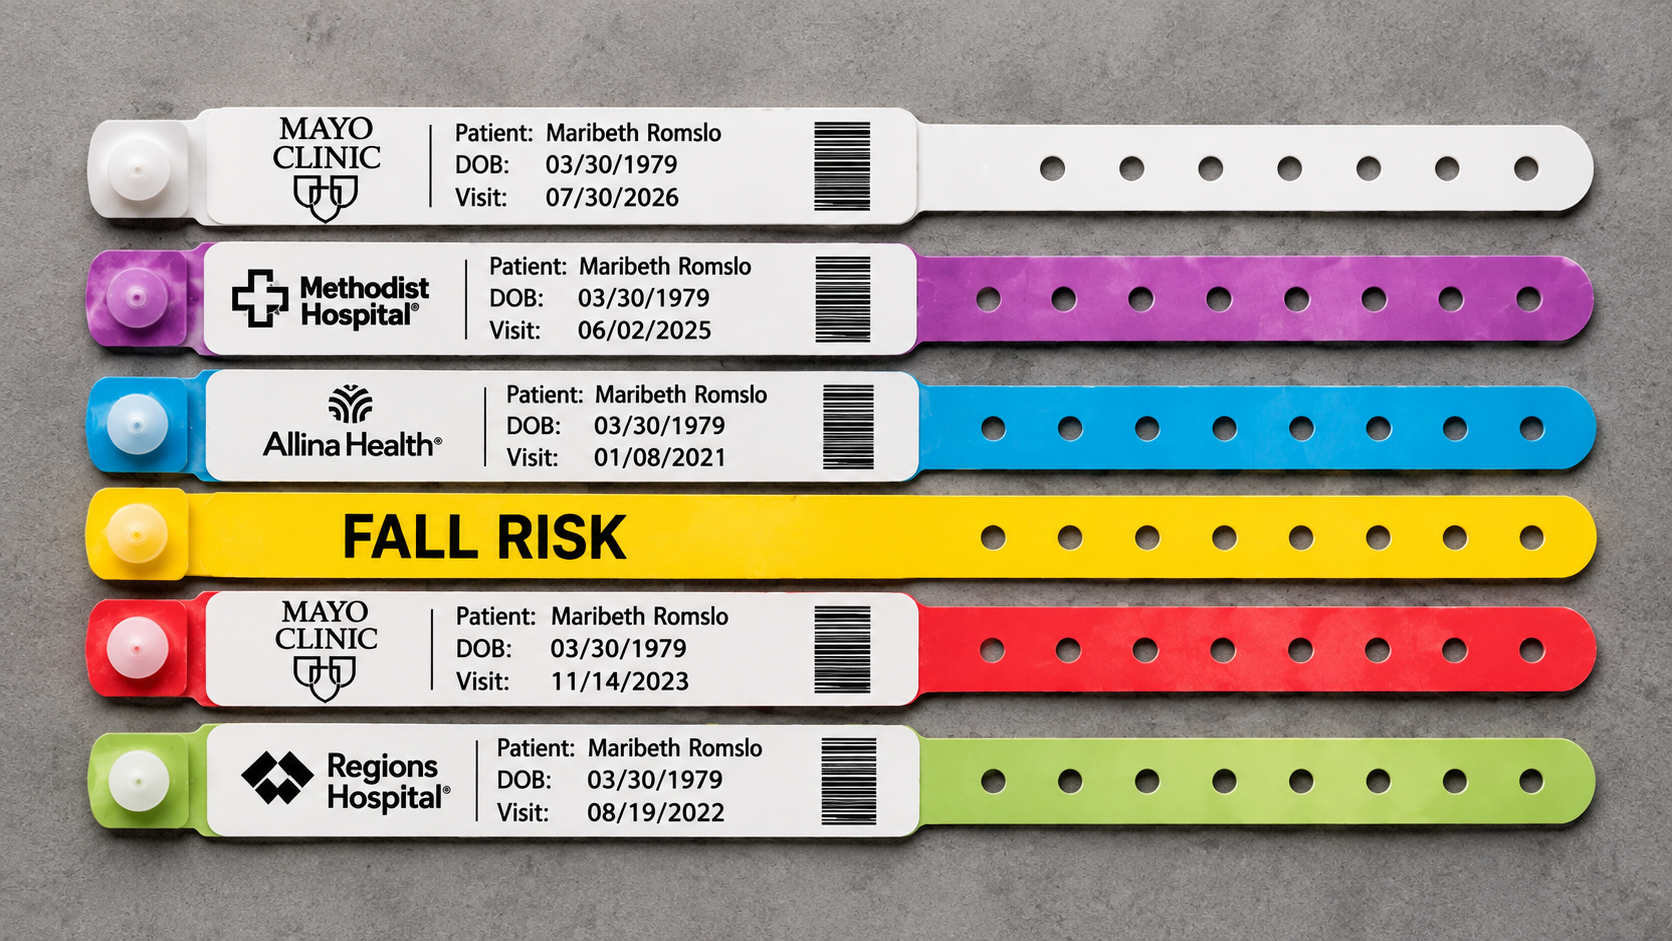 MAYO
CLINIC
Patient: Maribeth Romslo
DOB: 03/30/1979
Visit: 07/30/2026
Methodist
Hospital®
Patient: Maribeth Romslo
DOB: 03/30/1979
Visit: 06/02/2025
Allina Health®
Patient: Maribeth Romslo
DOB: 03/30/1979
Visit: 01/08/2021
FALL RISK
MAYO
CLINIC
Patient: Maribeth Romslo
DOB: 03/30/1979
Visit: 11/14/2023
Regions
Hospital®
Patient: Maribeth Romslo
DOB: 03/30/1979
Visit: 08/19/2022